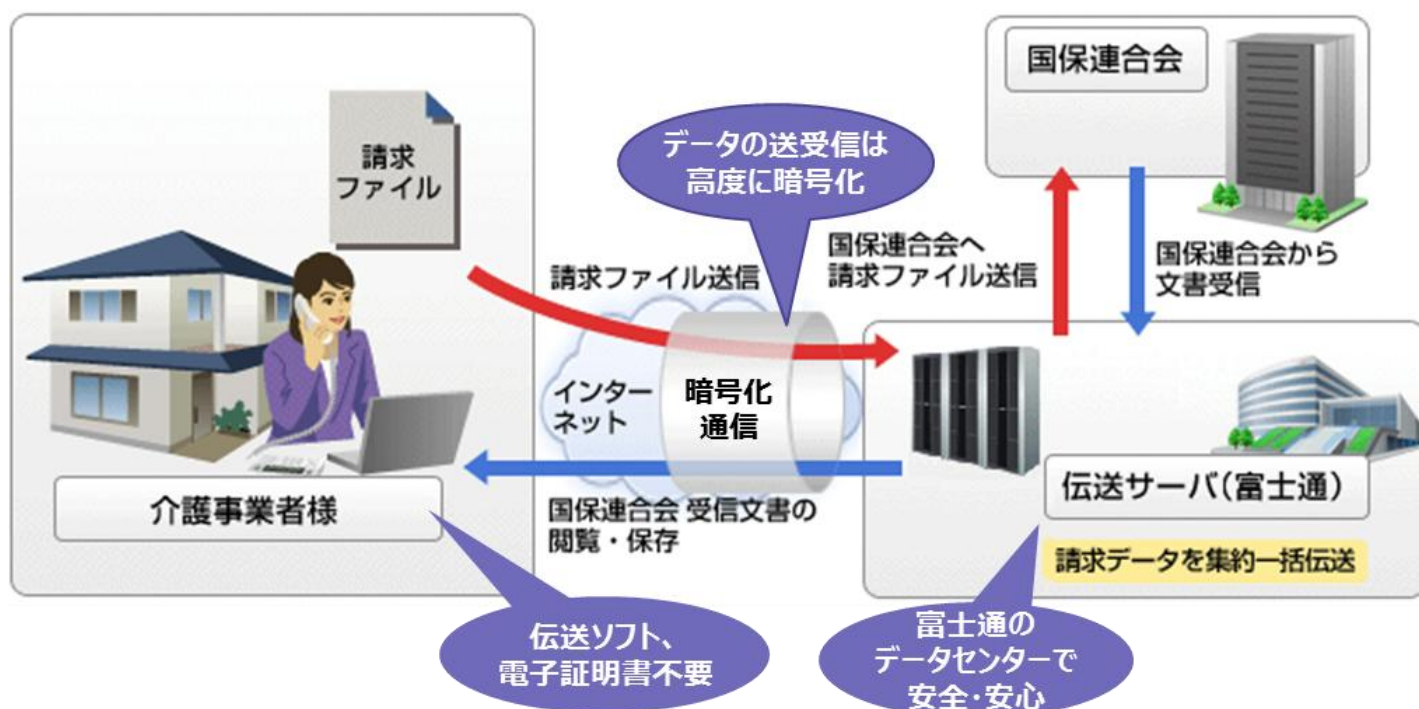 請求
ファイル
介護事業者様
伝送ソフト、
電子証明書不要
データの送受信は
高度に暗号化
請求ファイル送信
インター
ネット
暗号化
通信
国保連合会 受信文書の
閲覧・保存
国保連合会
国保連合会へ
請求ファイル送信
国保連合会から
文書受信
伝送サーバ(富士通)
請求データを集約一括伝送
富士通の
データセンターで
安全・安心